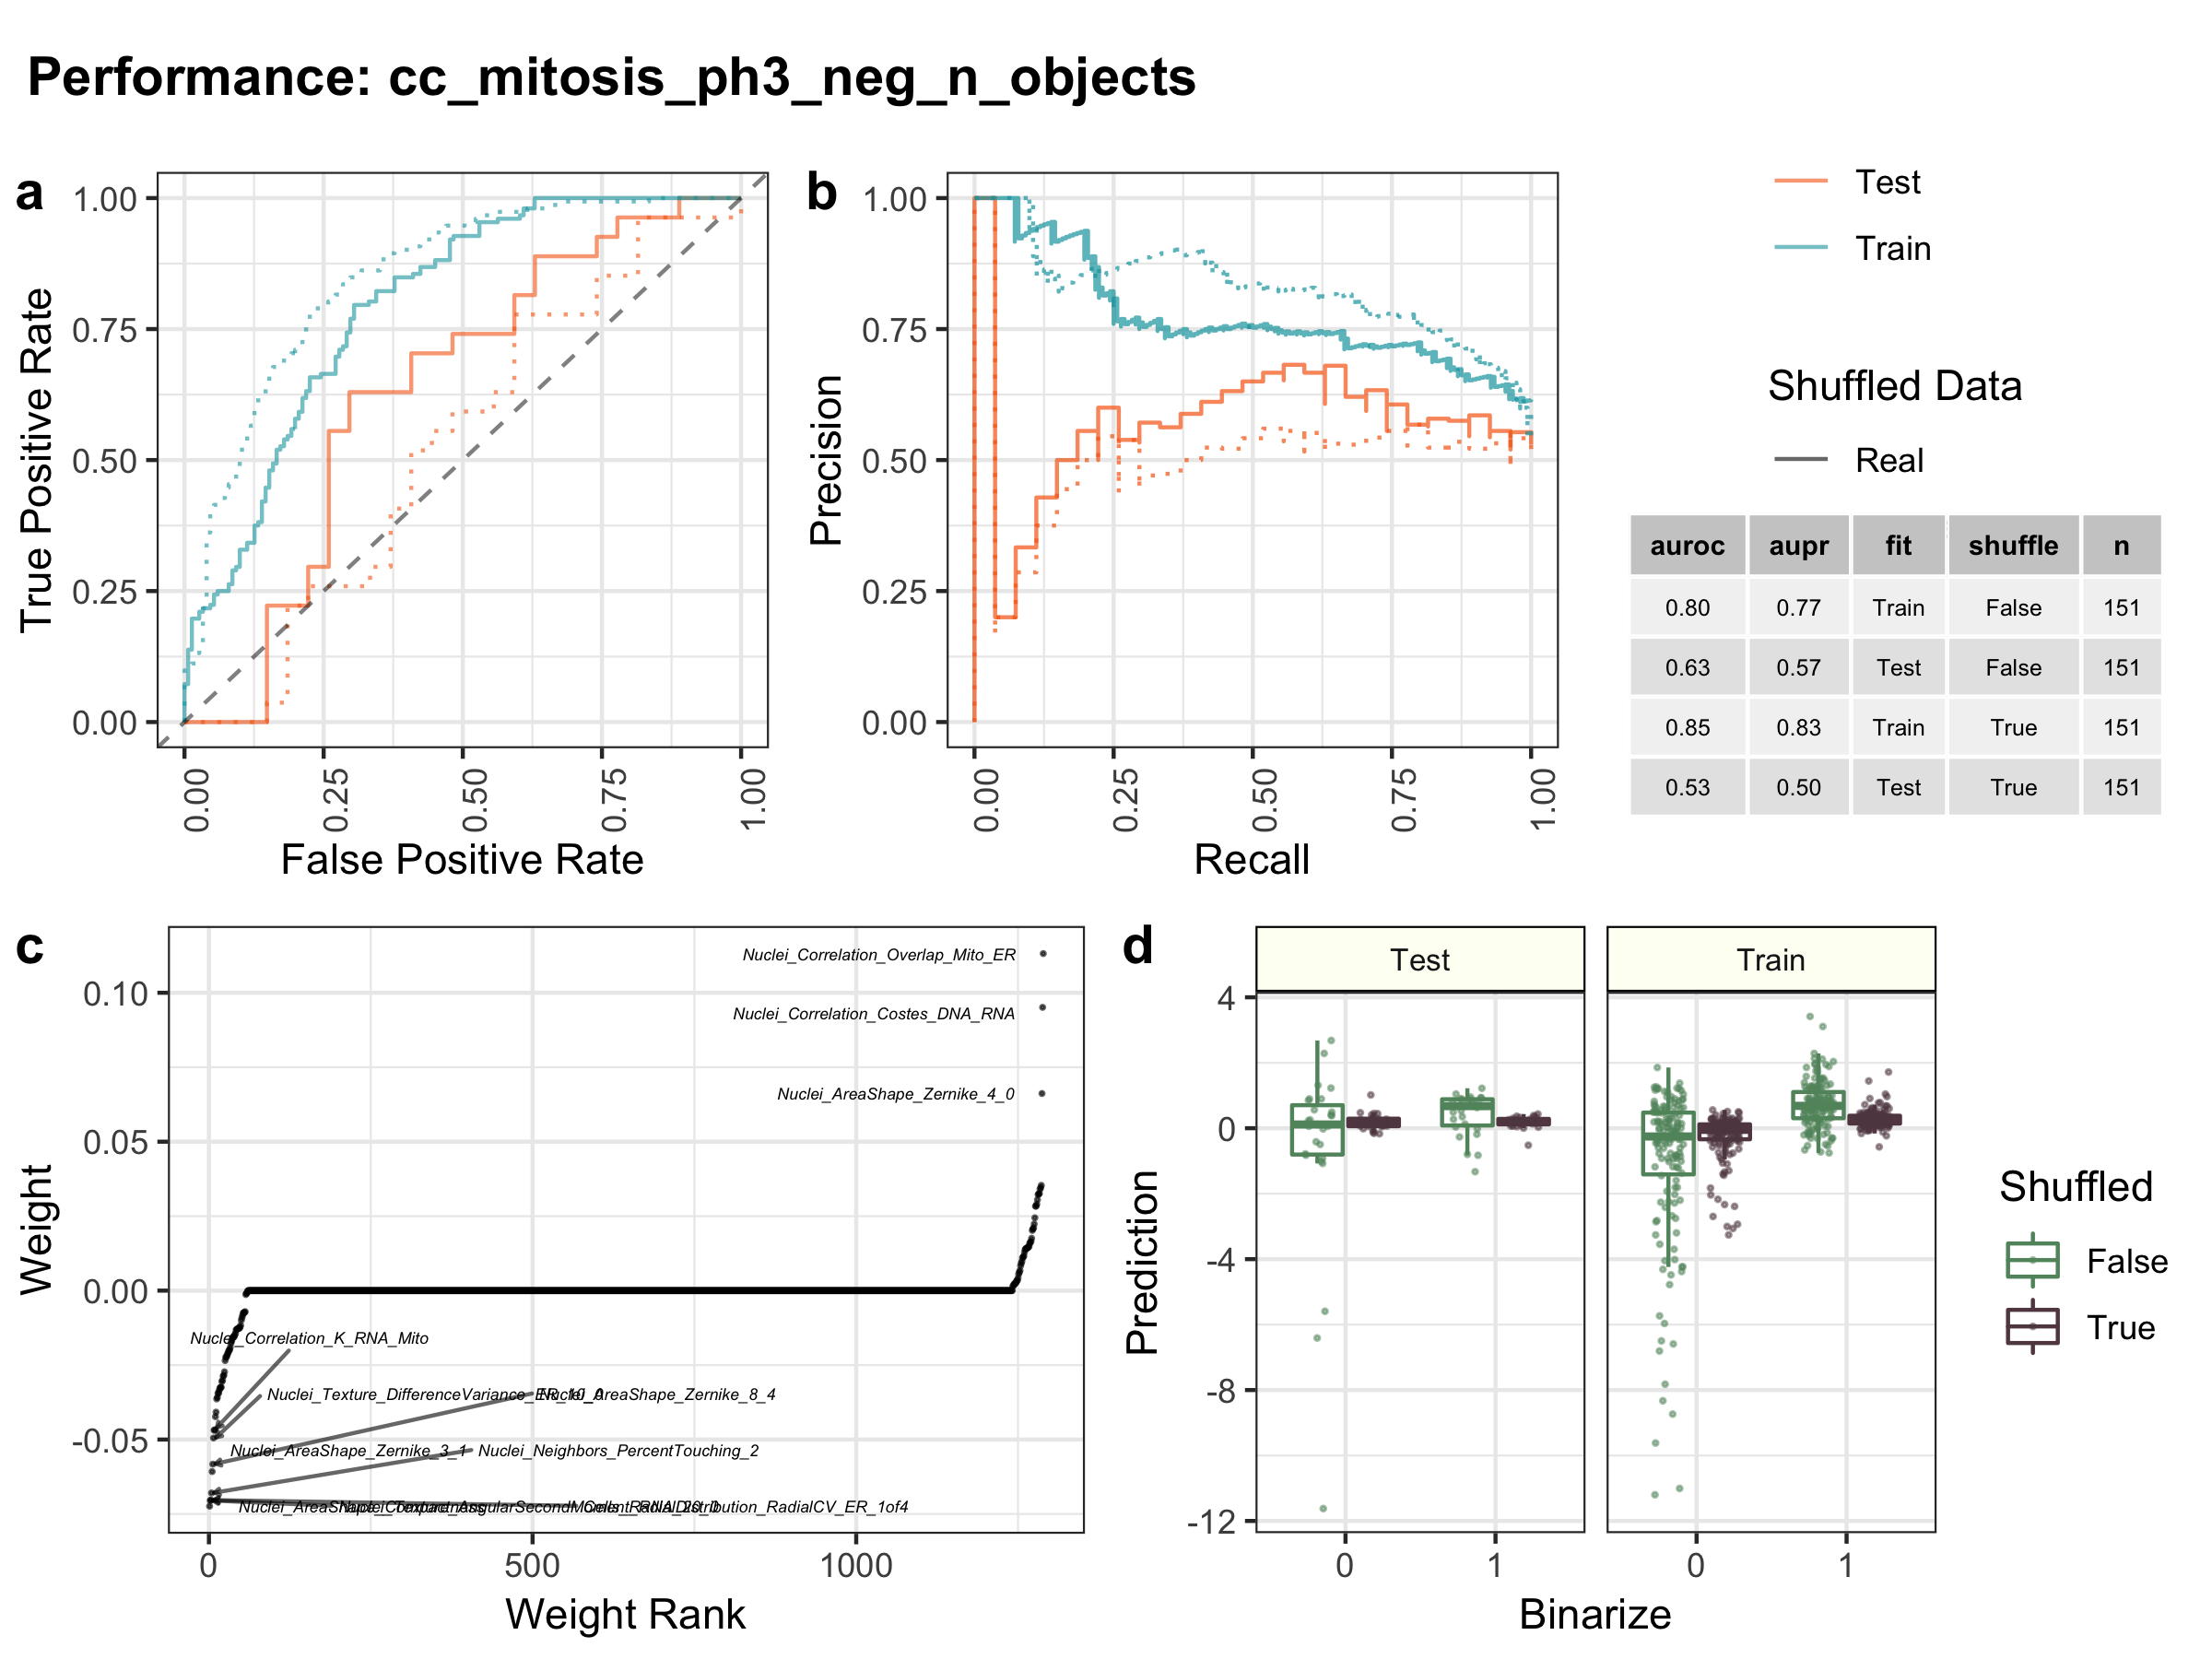 Performance: cc_mitosis_ph3_neg_n_objects
a
1.00
0.75
0.50
0.25
0.00
True Positive Rate
0.00
0.25
0.50
0.75
1.00
False Positive Rate
b
1.00
0.75
0.50
0.25
0.00
Precision
0.00
0.25
0.50
0.75
1.00
Recall
Test
Train
Shuffled Data
Real
auroc aupr fit shuffle n
0.80 0.77 Train False 151
0.63 0.57 Test False 151
0.85 0.83 Train True 151
0.53 0.50 Test True 151
c
0.10
0.05
0.00
-0.05
Weight
Nuclei_Correlation_Overlap_Mito_ER
Nuclei_Correlation_Costes_DNA_RNA
Nuclei_AreaShape_Zernike_4_0
Nuclei_Correlation_K_RNA_Mito
Nuclei_Texture_DifferenceVariance_ER_10_0
Nuclei_AreaShape_Zernike_8_4
Nuclei_AreaShape_Zernike_3_1
Nuclei_Neighbors_PercentTouching_2
Nuclei_AreaShape_Compactness
Nuclei_Texture_AngularSecondMoment_RNA_20_0
Cells_RadialDistribution_RadialCV_ER_1of4
0
500
1000
Weight Rank
d
Test
Train
4
0
-4
-8
-12
Prediction
0
1
0
1
Binarize
Shuffled
False
True